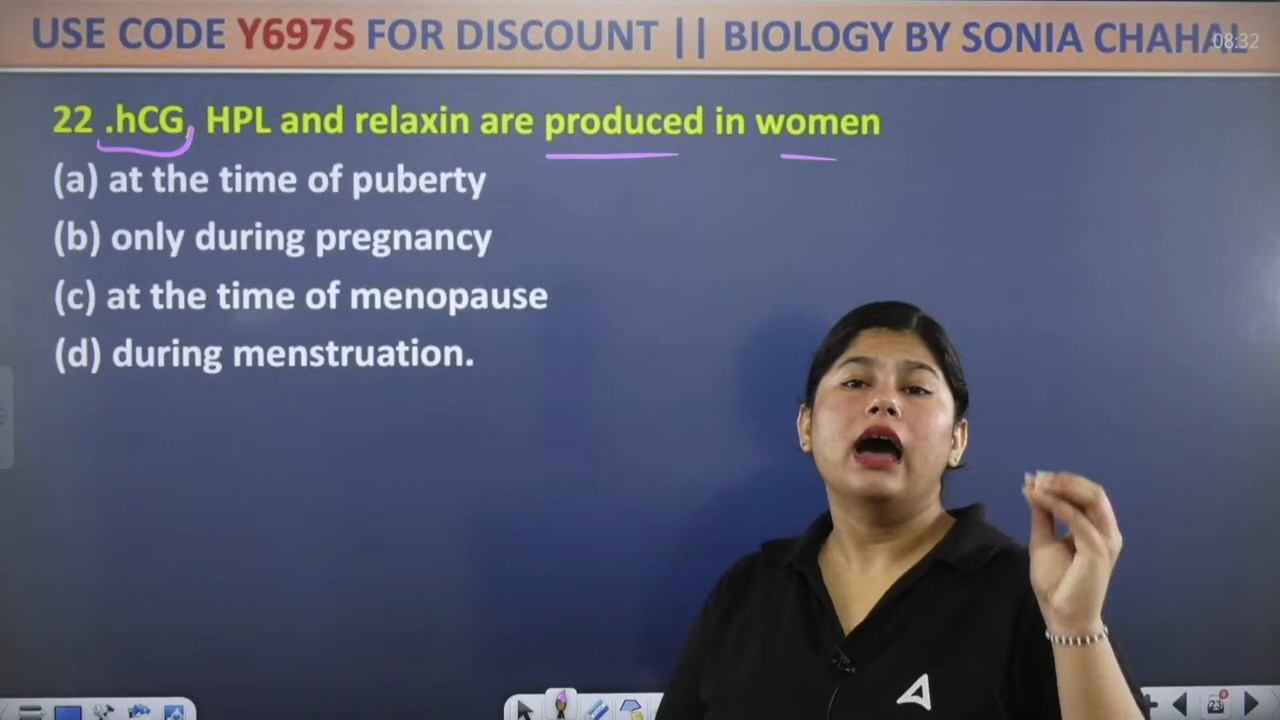 USE CODE Y697S FOR DISCOUNT || BIOLOGY BY SONIA CHAHAL
08:32
22 .hCG, HPL and relaxin are produced in women
(a) at the time of puberty
(b) only during pregnancy
(c) at the time of menopause
(d) during menstruation.
23